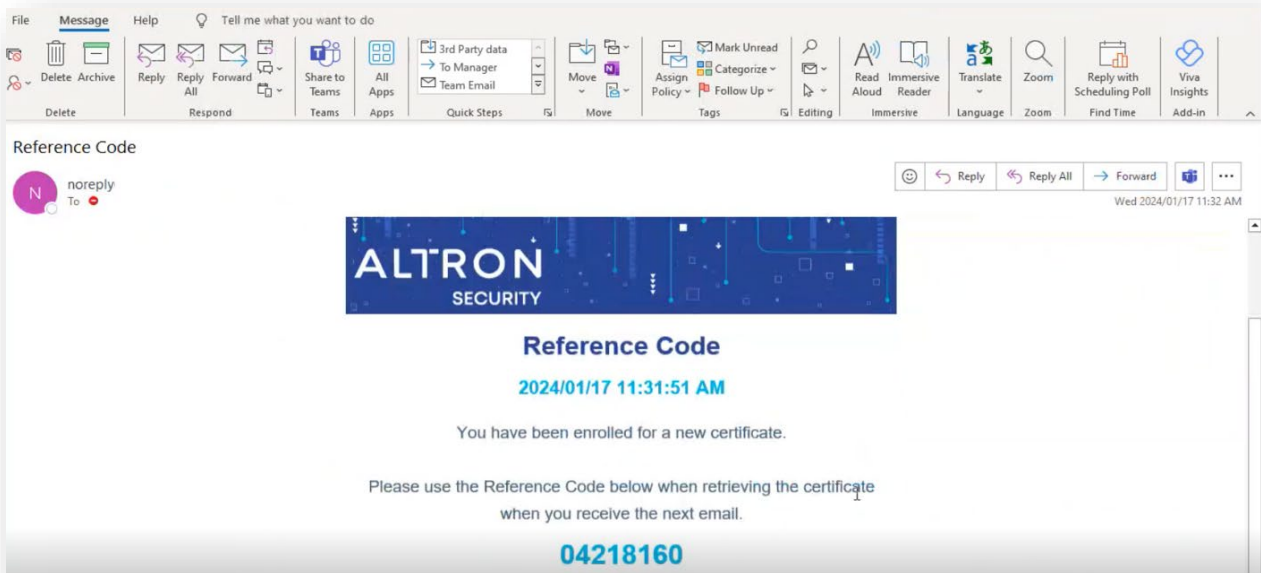 File Message Help Tell me what you want to do
Delete Archive
Reply Reply All Forward
Share to Teams
All Apps
3rd Party data
To Manager
Team Email
Move
Assign Policy
Mark Unread
Categorize
Follow Up
Read Aloud
Immersive Reader
Translate
Zoom
Reply with Scheduling Poll
Viva Insights
Delete Respond Teams Apps Quick Steps Move Tags Editing Immersive Language Zoom Find Time Add-in
Reference Code
N
noreply
To
Reply Reply All Forward
Wed 2024/01/17 11:32 AM
ALTRON
SECURITY
Reference Code
2024/01/17 11:31:51 AM
You have been enrolled for a new certificate.
Please use the Reference Code below when retrieving the certificate
when you receive the next email.
04218160